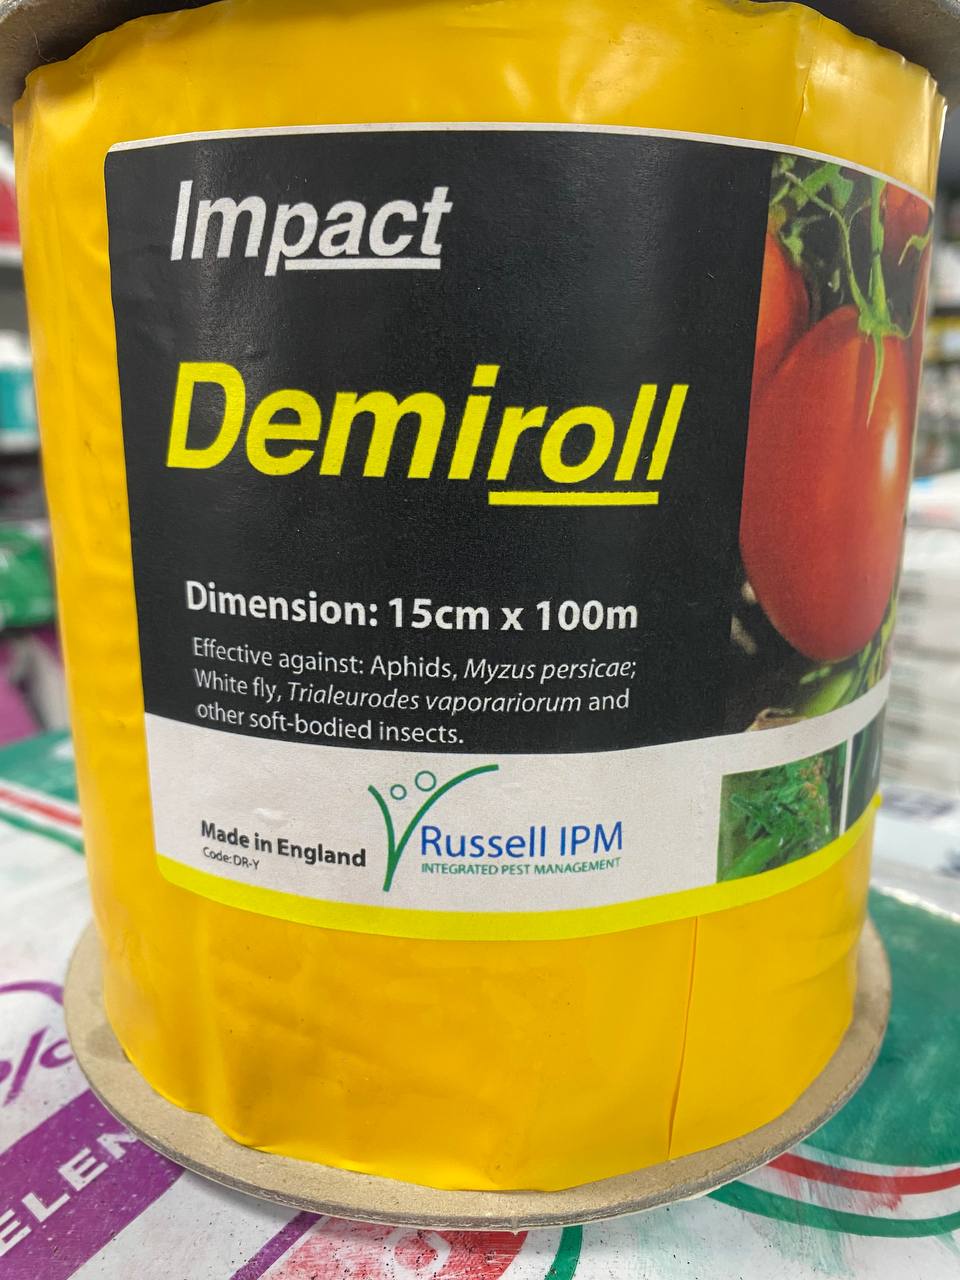 Impact
Demiroll
Dimension: 15cm x 100m
Effective against: Aphids, Myzus persicae;
White fly, Trialeurodes vaporariorum and
other soft-bodied insects.
Made in England
Code: DR-Y
Russell IPM
INTEGRATED PEST MANAGEMENT
ELEN